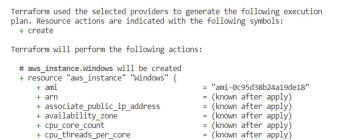 Terraform used the selected providers to generate the following execution
plan. Resource actions are indicated with the following symbols:
+ create
Terraform will perform the following actions:
# aws_instance.Windows will be created
+ resource "aws_instance" "Windows" {
+ ami = "ami-0c95d38b24a19de18"
+ arn = (known after apply)
+ associate_public_ip_address = (known after apply)
+ availability_zone = (known after apply)
+ cpu_core_count = (known after apply)
+ cpu_threads_per_core = (known after apply)